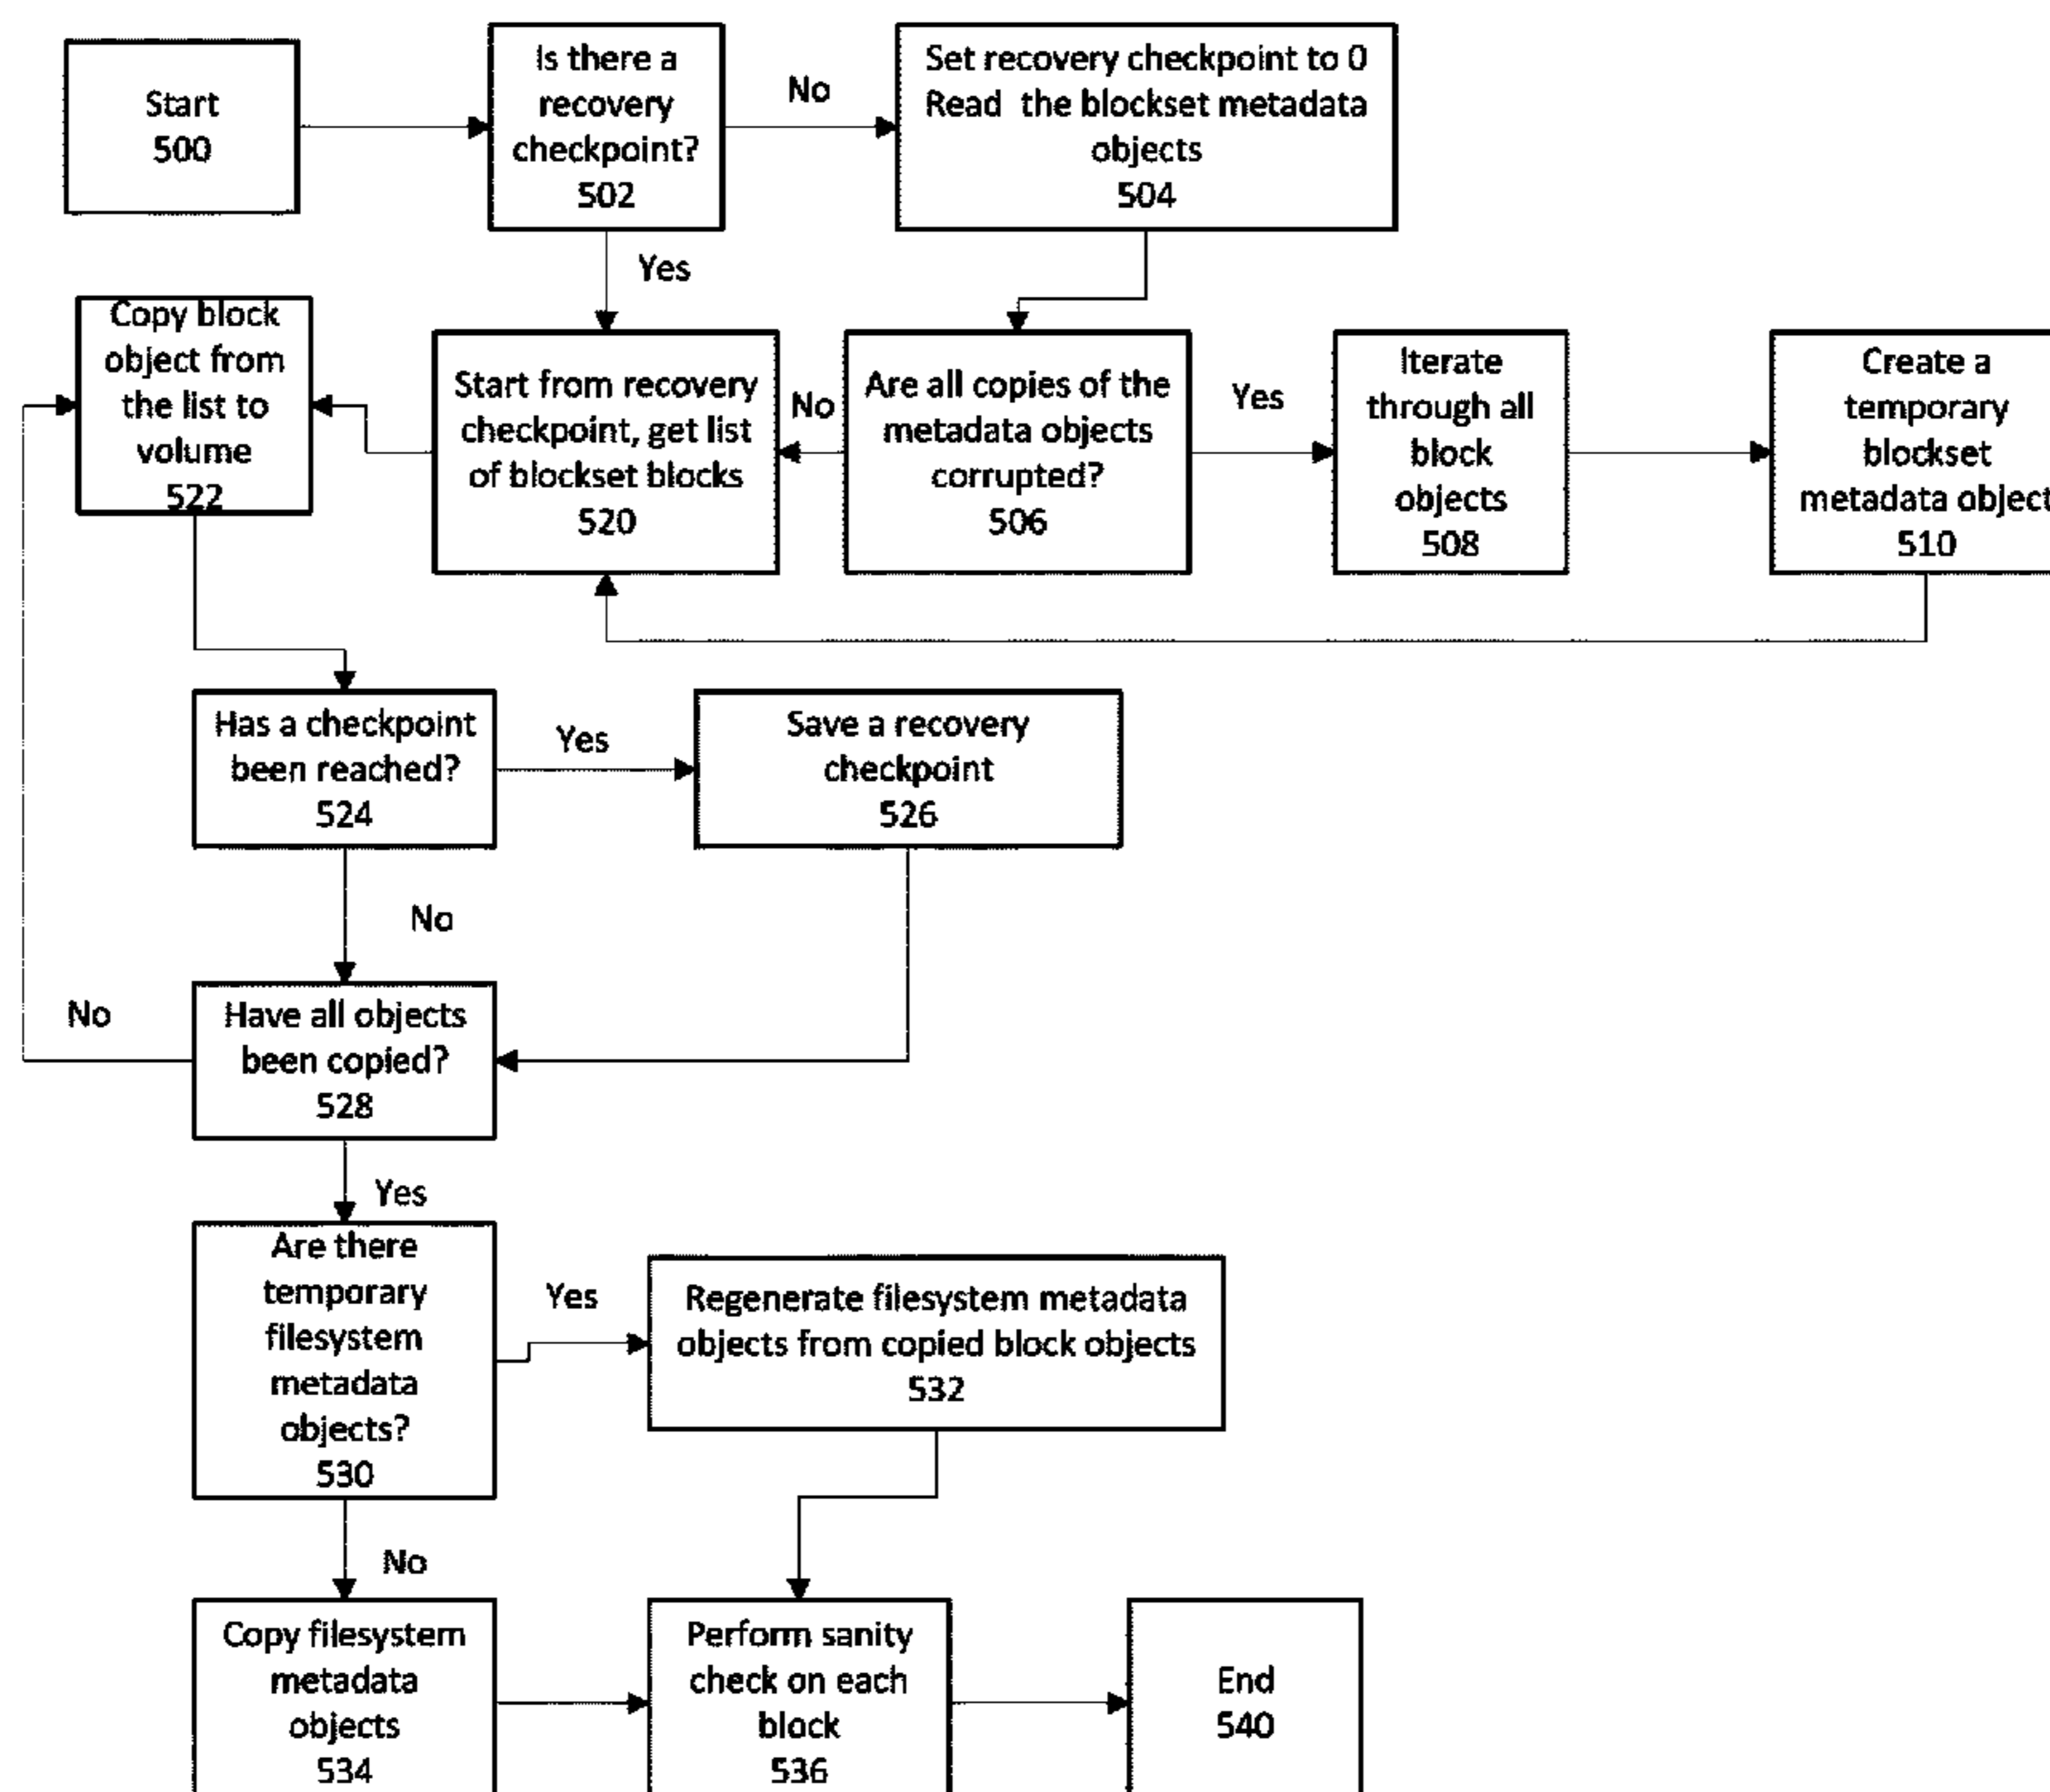 Start
500
Is there a
recovery
checkpoint?
502
No
Set recovery checkpoint to 0
Read the blockset metadata
objects
504
Yes
Copy block
object from
the list to
volume
522
Start from recovery
checkpoint, get list
of blockset blocks
520
No
Are all copies of the
metadata objects
corrupted?
506
Yes
Iterate
through all
block
objects
508
Create a
temporary
blockset
metadata object
510
Has a checkpoint
been reached?
524
Yes
Save a recovery
checkpoint
526
No
No
Have all objects
been copied?
528
Yes
Are there
temporary
filesystem
metadata
objects?
530
Yes
Regenerate filesystem metadata
objects from copied block objects
532
No
Copy filesystem
metadata
objects
534
Perform sanity
check on each
block
536
End
540